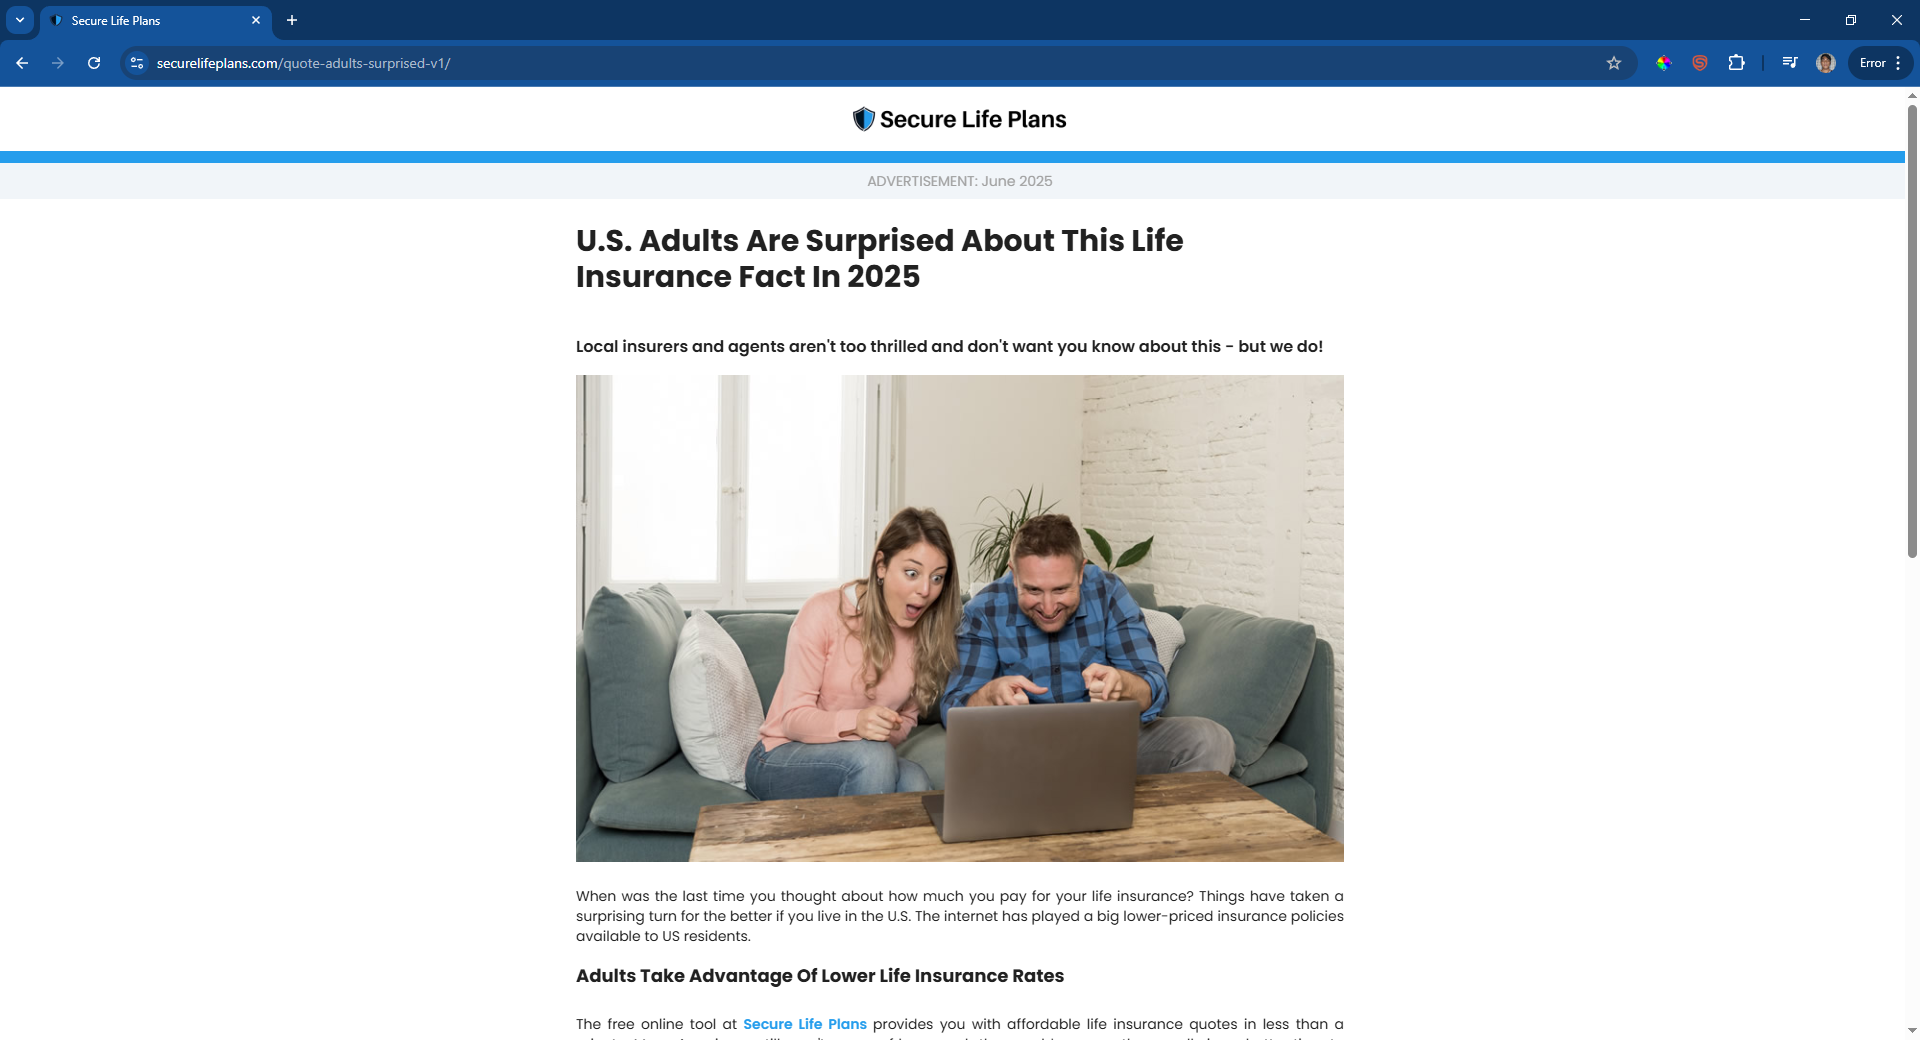 Secure Life Plans
securelifeplans.com/quote-adults-surprised-v1/
Error
Secure Life Plans
ADVERTISEMENT: June 2025
U.S. Adults Are Surprised About This Life
Insurance Fact In 2025
Local insurers and agents aren't too thrilled and don't want you know about this - but we do!
When was the last time you thought about how much you pay for your life insurance? Things have taken a
surprising turn for the better if you live in the U.S. The internet has played a big lower-priced insurance policies
available to US residents.
Adults Take Advantage Of Lower Life Insurance Rates
The free online tool at Secure Life Plans provides you with affordable life insurance quotes in less than a